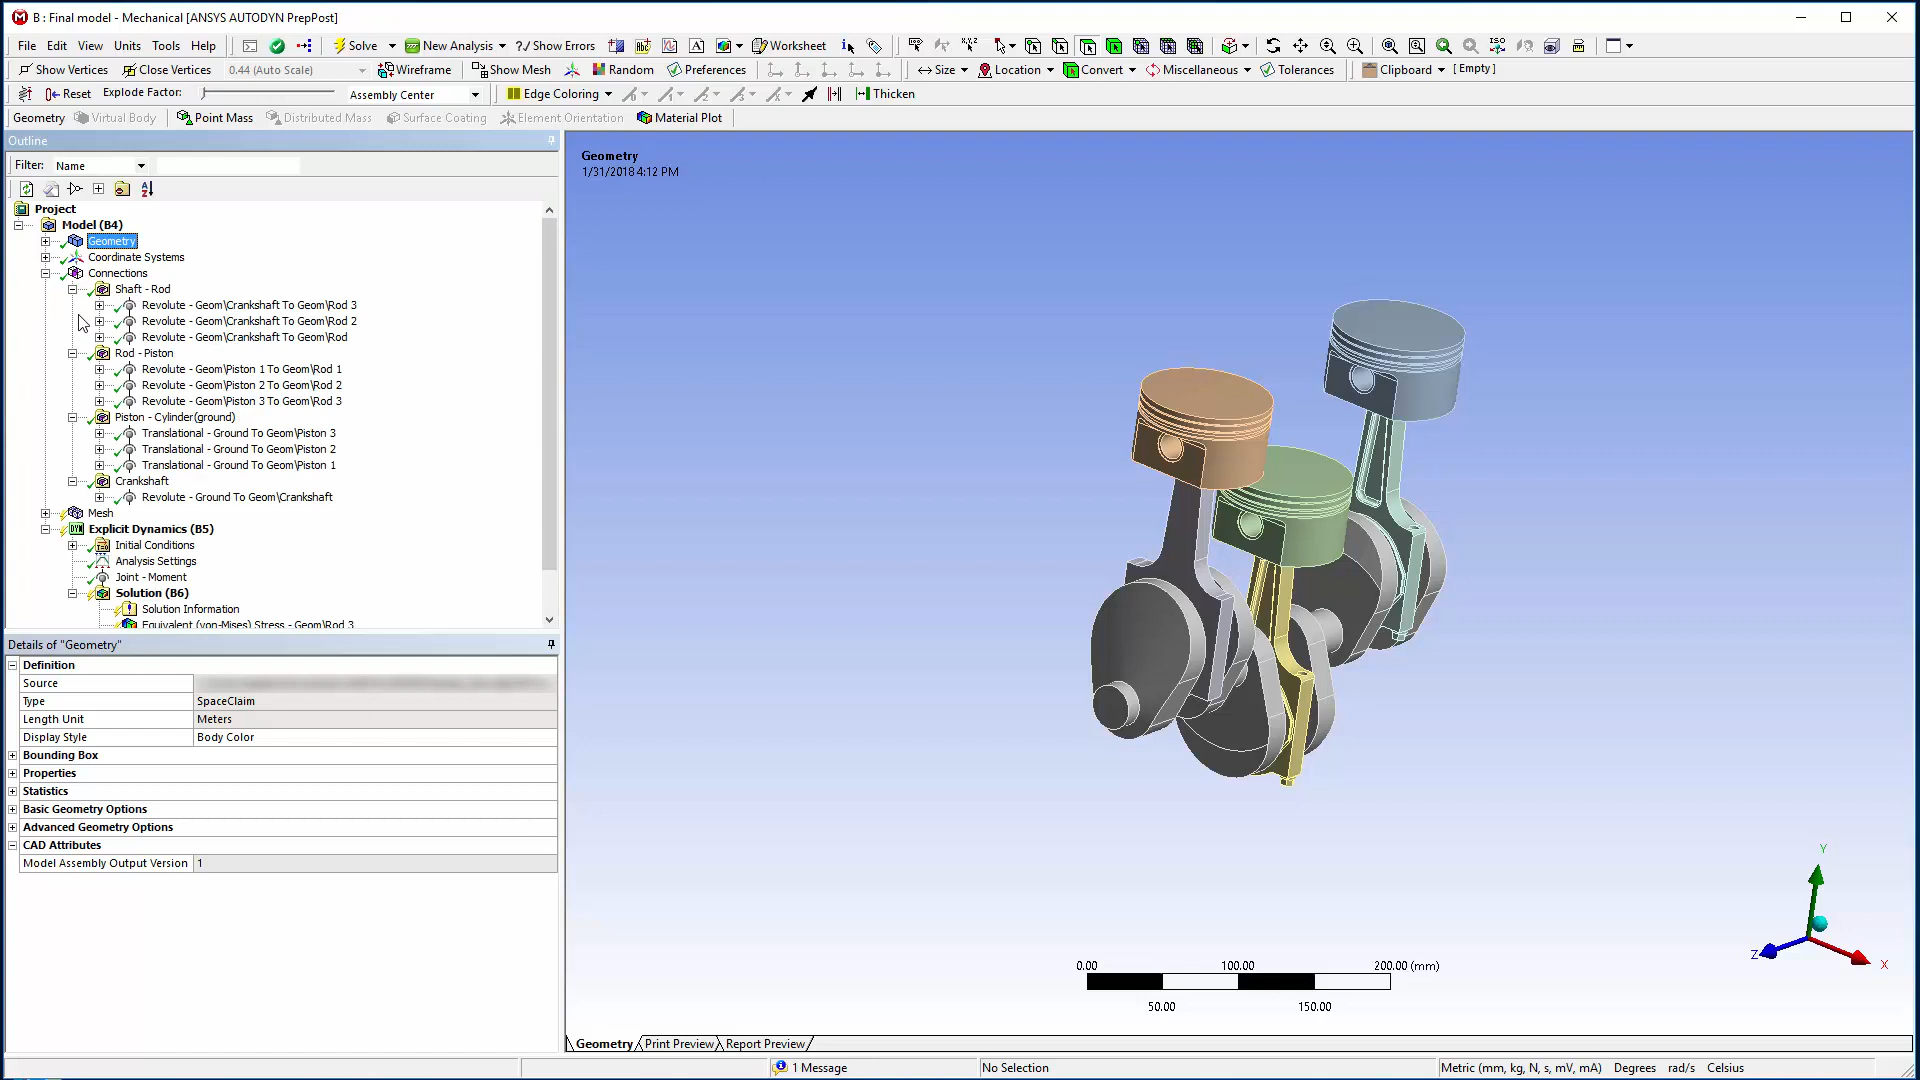 B : Final model - Mechanical [ANSYS AUTODYN PrepPost]
File Edit View Units Tools Help Solve New Analysis ?/ Show Errors Worksheet
Show Vertices Close Vertices 0.44 (Auto Scale) Wireframe Show Mesh Random Preferences Size Location Convert Miscellaneous Tolerances Clipboard [ Empty ]
Reset Explode Factor: Assembly Center Edge Coloring Thicken
Geometry Virtual Body Point Mass Distributed Mass Surface Coating Element Orientation Material Plot
Outline
Filter: Name
Project
Model (B4)
Geometry
Coordinate Systems
Connections
Shaft - Rod
Revolute - Geom\Crankshaft To Geom\Rod 3
Revolute - Geom\Crankshaft To Geom\Rod 2
Revolute - Geom\Crankshaft To Geom\Rod
Rod - Piston
Revolute - Geom\Piston 1 To Geom\Rod 1
Revolute - Geom\Piston 2 To Geom\Rod 2
Revolute - Geom\Piston 3 To Geom\Rod 3
Piston - Cylinder(ground)
Translational - Ground To Geom\Piston 3
Translational - Ground To Geom\Piston 2
Translational - Ground To Geom\Piston 1
Crankshaft
Revolute - Ground To Geom\Crankshaft
Mesh
Explicit Dynamics (B5)
Initial Conditions
Analysis Settings
Joint - Moment
Solution (B6)
Solution Information
Equivalent (von-Mises) Stress - Geom\Rod 3
Details of "Geometry"
Definition
Source
Type SpaceClaim
Length Unit Meters
Display Style Body Color
Bounding Box
Properties
Statistics
Basic Geometry Options
Advanced Geometry Options
CAD Attributes
Model Assembly Output Version 1
Geometry
1/31/2018 4:12 PM
Y
Z
X
0.00 100.00 200.00 (mm)
50.00 150.00
Geometry Print Preview Report Preview
1 Message No Selection Metric (mm, kg, N, s, mV, mA) Degrees rad/s Celsius